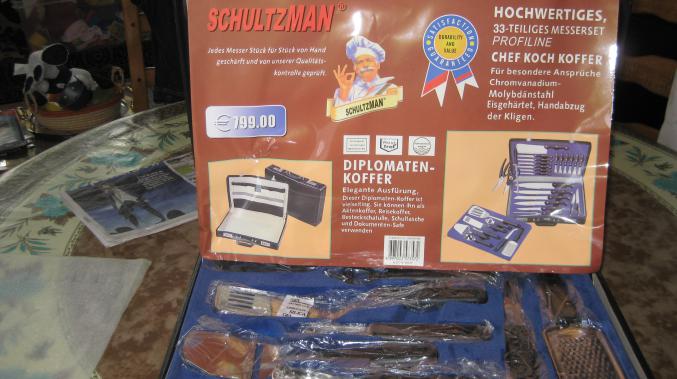 SCHULTZMAN®
Jedes Messer Stück für Stück von Hand
geschärft und von unserer Qualitäts-
kontrolle geprüft.
SCHULTZMAN®
SATISFACTION
DURABILITY
AND
VALUE
HOCHWERTIGES,
33-TEILIGES MESSERSET
PROFILINE
CHEF KOCH KOFFER
Für besondere Ansprüche
Chromvanadium-
Molybdänstahl
Eisgehärtet, Handabzug
der Kligen.
€ 799.00
DIPLOMATEN-
KOFFER
Elegante Ausfürung,
Dieser Diplomaten-Koffer ist
vielseitig. Sie können ihn als
Aktenkoffer, Reisekoffer,
Besteckschatulle, Schultasche
und Dokumenten-Safe
verwenden